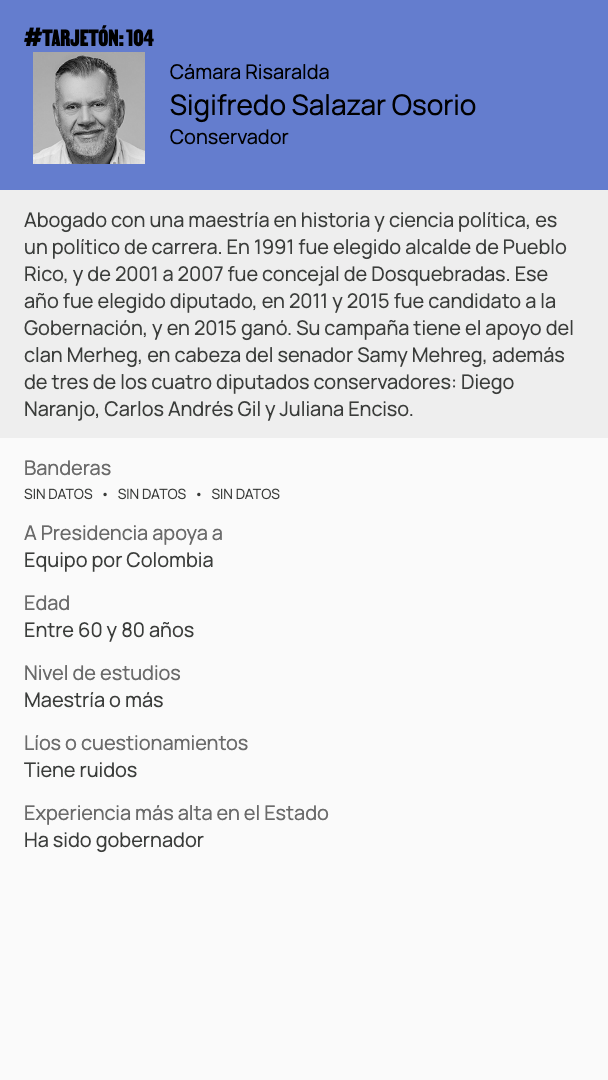 #TARJETÓN: 104
Cámara Risaralda
Sigifredo Salazar Osorio
Conservador
Abogado con una maestría en historia y ciencia política, es
un político de carrera. En 1991 fue elegido alcalde de Pueblo
Rico, y de 2001 a 2007 fue concejal de Dosquebradas. Ese
año fue elegido diputado, en 2011 y 2015 fue candidato a la
Gobernación, y en 2015 ganó. Su campaña tiene el apoyo del
clan Merheg, en cabeza del senador Samy Mehreg, además
de tres de los cuatro diputados conservadores: Diego
Naranjo, Carlos Andrés Gil y Juliana Enciso.
Banderas
SIN DATOS • SIN DATOS • SIN DATOS
A Presidencia apoya a
Equipo por Colombia
Edad
Entre 60 y 80 años
Nivel de estudios
Maestría o más
Líos o cuestionamientos
Tiene ruidos
Experiencia más alta en el Estado
Ha sido gobernador